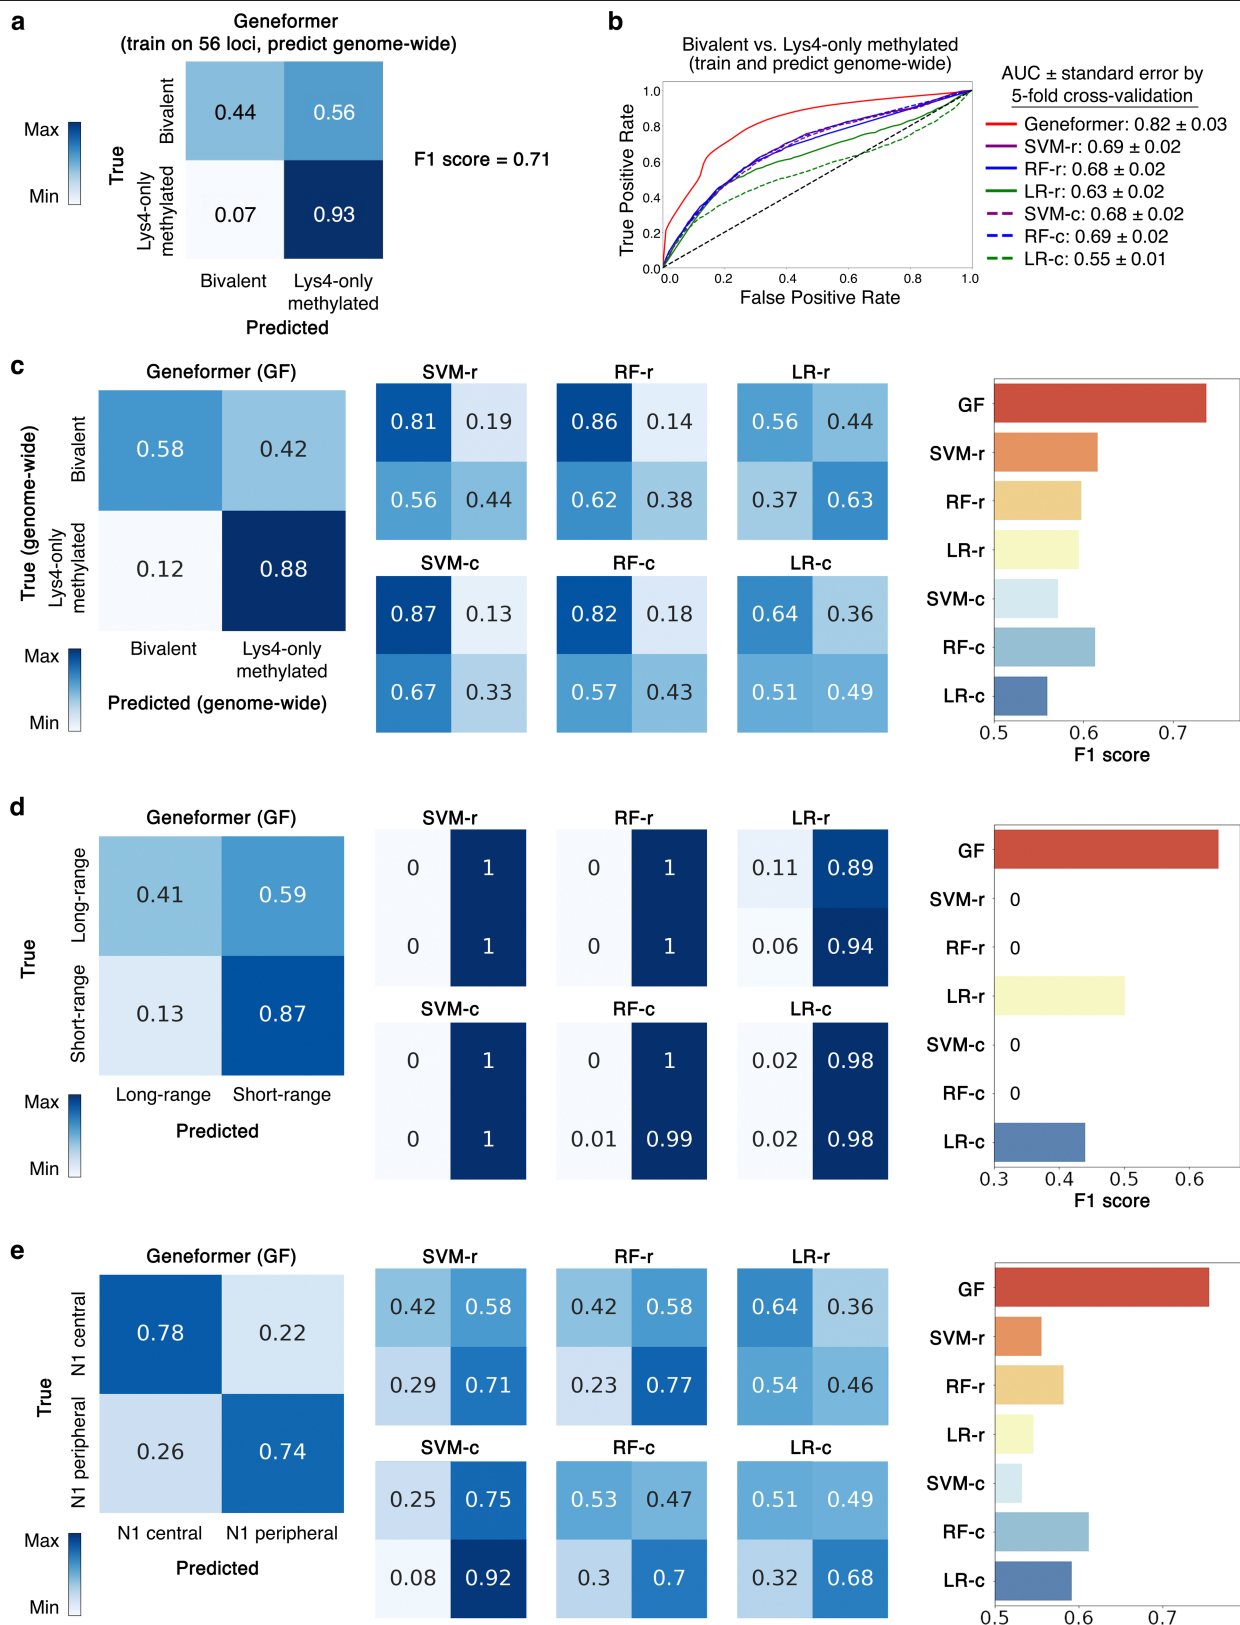 a
Geneformer
(train on 56 loci, predict genome-wide)
Max
Min
True
Bivalent
Lys4-only
methylated
0.44
0.56
0.07
0.93
Bivalent
Lys4-only
methylated
Predicted
F1 score = 0.71
b
Bivalent vs. Lys4-only methylated
(train and predict genome-wide)
True Positive Rate
1.0
0.8
0.6
0.4
0.2
0.0
0.0
0.2
0.4
0.6
0.8
1.0
False Positive Rate
AUC ± standard error by
5-fold cross-validation
Geneformer: 0.82 ± 0.03
SVM-r: 0.69 ± 0.02
RF-r: 0.68 ± 0.02
LR-r: 0.63 ± 0.02
SVM-c: 0.68 ± 0.02
RF-c: 0.69 ± 0.02
LR-c: 0.55 ± 0.01
c
Geneformer (GF)
True (genome-wide)
Bivalent
Lys4-only
methylated
0.58
0.42
0.12
0.88
Bivalent
Lys4-only
methylated
Predicted (genome-wide)
Max
Min
SVM-r
0.81
0.19
0.56
0.44
RF-r
0.86
0.14
0.62
0.38
LR-r
0.56
0.44
0.37
0.63
SVM-c
0.87
0.13
0.67
0.33
RF-c
0.82
0.18
0.57
0.43
LR-c
0.64
0.36
0.51
0.49
GF
SVM-r
RF-r
LR-r
SVM-c
RF-c
LR-c
0.5
0.6
0.7
F1 score
d
Geneformer (GF)
True
Long-range
Short-range
0.41
0.59
0.13
0.87
Long-range
Short-range
Predicted
Max
Min
SVM-r
0
1
0
1
RF-r
0
1
0
1
LR-r
0.11
0.89
0.06
0.94
SVM-c
0
1
0
1
RF-c
0
1
0.01
0.99
LR-c
0.02
0.98
0.02
0.98
GF
SVM-r
0
RF-r
0
LR-r
SVM-c
0
RF-c
0
LR-c
0.3
0.4
0.5
0.6
F1 score
e
Geneformer (GF)
True
N1 central
N1 peripheral
0.78
0.22
0.26
0.74
N1 central
N1 peripheral
Predicted
Max
Min
SVM-r
0.42
0.58
0.29
0.71
RF-r
0.42
0.58
0.23
0.77
LR-r
0.64
0.36
0.54
0.46
SVM-c
0.25
0.75
0.08
0.92
RF-c
0.53
0.47
0.3
0.7
LR-c
0.51
0.49
0.32
0.68
GF
SVM-r
RF-r
LR-r
SVM-c
RF-c
LR-c
0.5
0.6
0.7